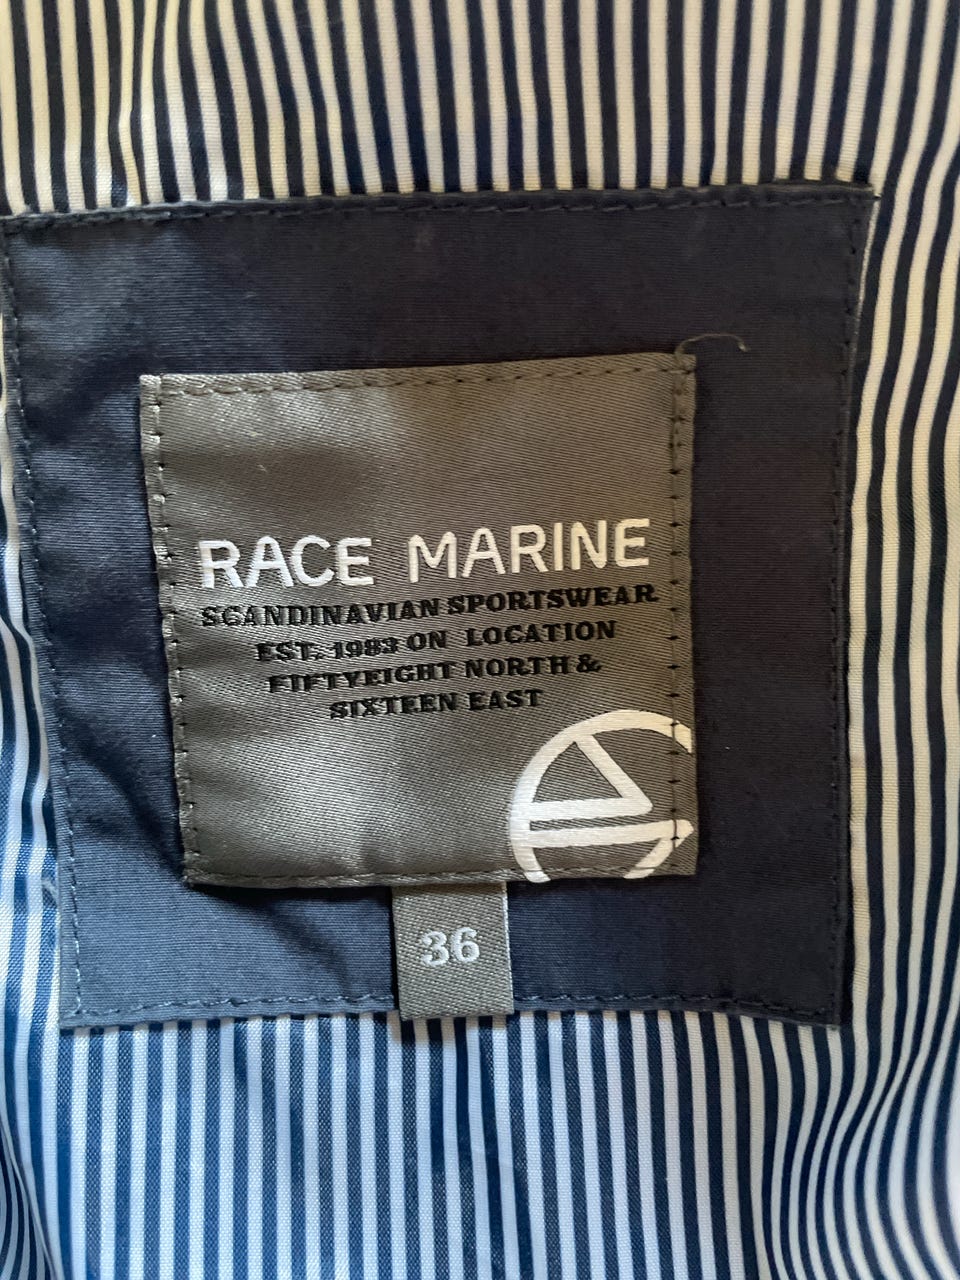 RACE MARINE
SCANDINAVIAN SPORTSWEAR
EST. 1983 ON LOCATION
FIFTYEIGHT NORTH &
SIXTEEN EAST
36